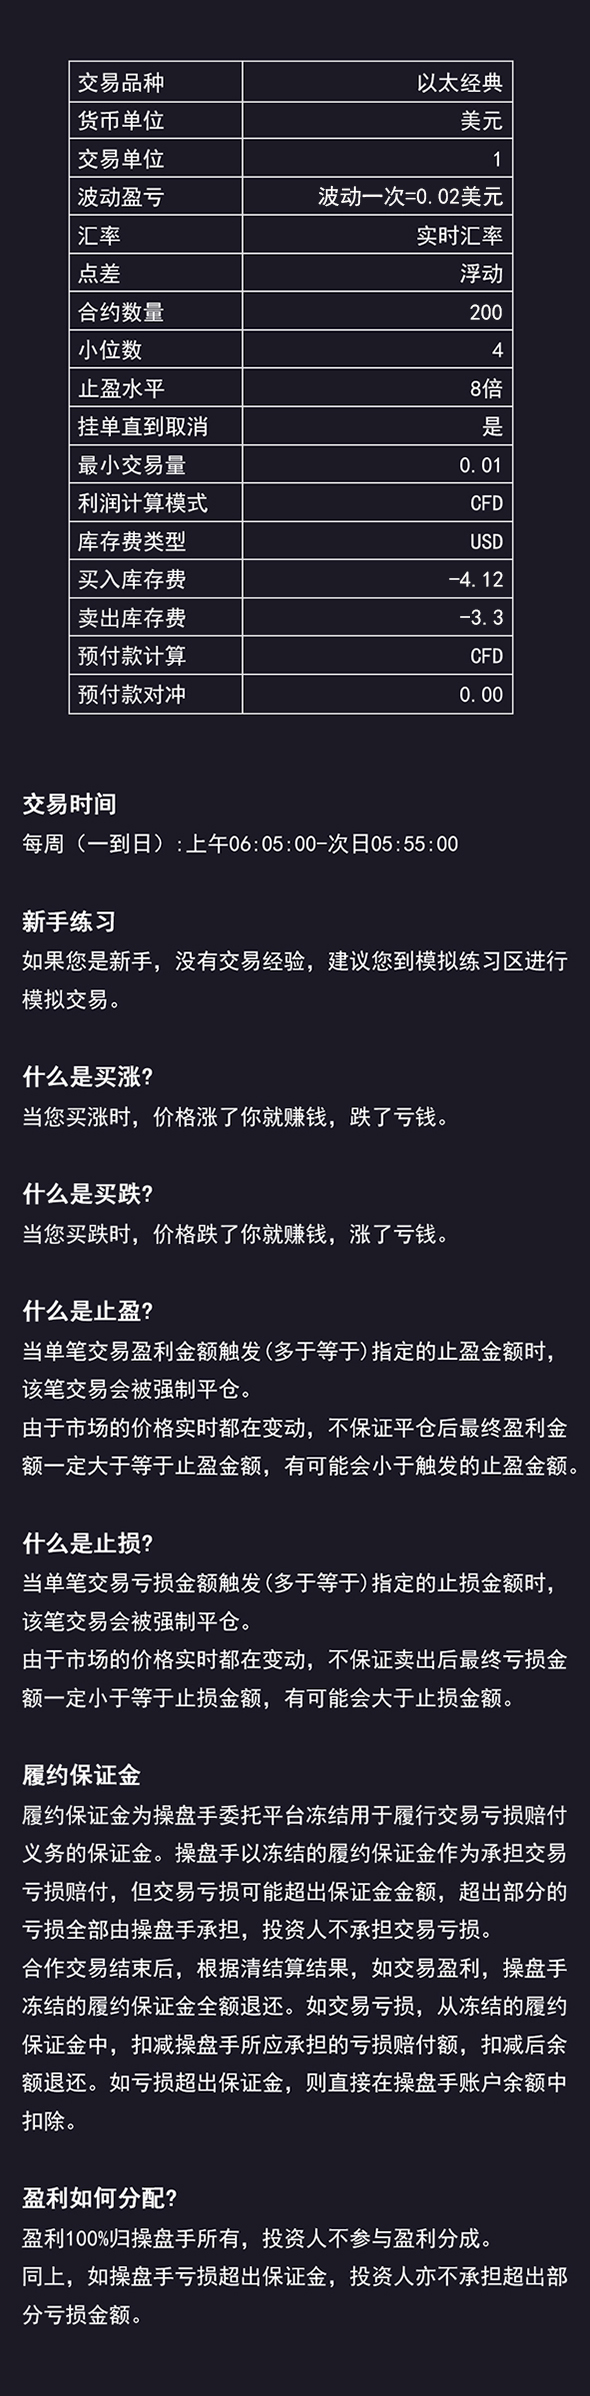 交易品种 以太经典
货币单位 美元
交易单位 1
波动盈亏 波动一次=0.02美元
汇率 实时汇率
点差 浮动
合约数量 200
小位数 4
止盈水平 8倍
挂单直到取消 是
最小交易量 0.01
利润计算模式 CFD
库存费类型 USD
买入库存费 -4.12
卖出库存费 -3.3
预付款计算 CFD
预付款对冲 0.00
交易时间
每周（一到日）:上午06:05:00-次日05:55:00
新手练习
如果您是新手，没有交易经验，建议您到模拟练习区进行
模拟交易。
什么是买涨?
当您买涨时，价格涨了你就赚钱，跌了亏钱。
什么是买跌?
当您买跌时，价格跌了你就赚钱，涨了亏钱。
什么是止盈?
当单笔交易盈利金额触发(多于等于)指定的止盈金额时，
该笔交易会被强制平仓。
由于市场的价格实时都在变动，不保证平仓后最终盈利金
额一定大于等于止盈金额，有可能会小于触发的止盈金额。
什么是止损?
当单笔交易亏损金额触发(多于等于)指定的止损金额时，
该笔交易会被强制平仓。
由于市场的价格实时都在变动，不保证卖出后最终亏损金
额一定小于等于止损金额，有可能会大于止损金额。
履约保证金
履约保证金为操盘手委托平台冻结用于履行交易亏损赔付
义务的保证金。操盘手以冻结的履约保证金作为承担交易
亏损赔付，但交易亏损可能超出保证金金额，超出部分的
亏损全部由操盘手承担，投资人不承担交易亏损。
合作交易结束后，根据清结算结果，如交易盈利，操盘手
冻结的履约保证金全额退还。如交易亏损，从冻结的履约
保证金中，扣减操盘手所应承担的亏损赔付额，扣减后余
额退还。如亏损超出保证金，则直接在操盘手账户余额中
扣除。
盈利如何分配?
盈利100%归操盘手所有，投资人不参与盈利分成。
同上，如操盘手亏损超出保证金，投资人亦不承担超出部
分亏损金额。